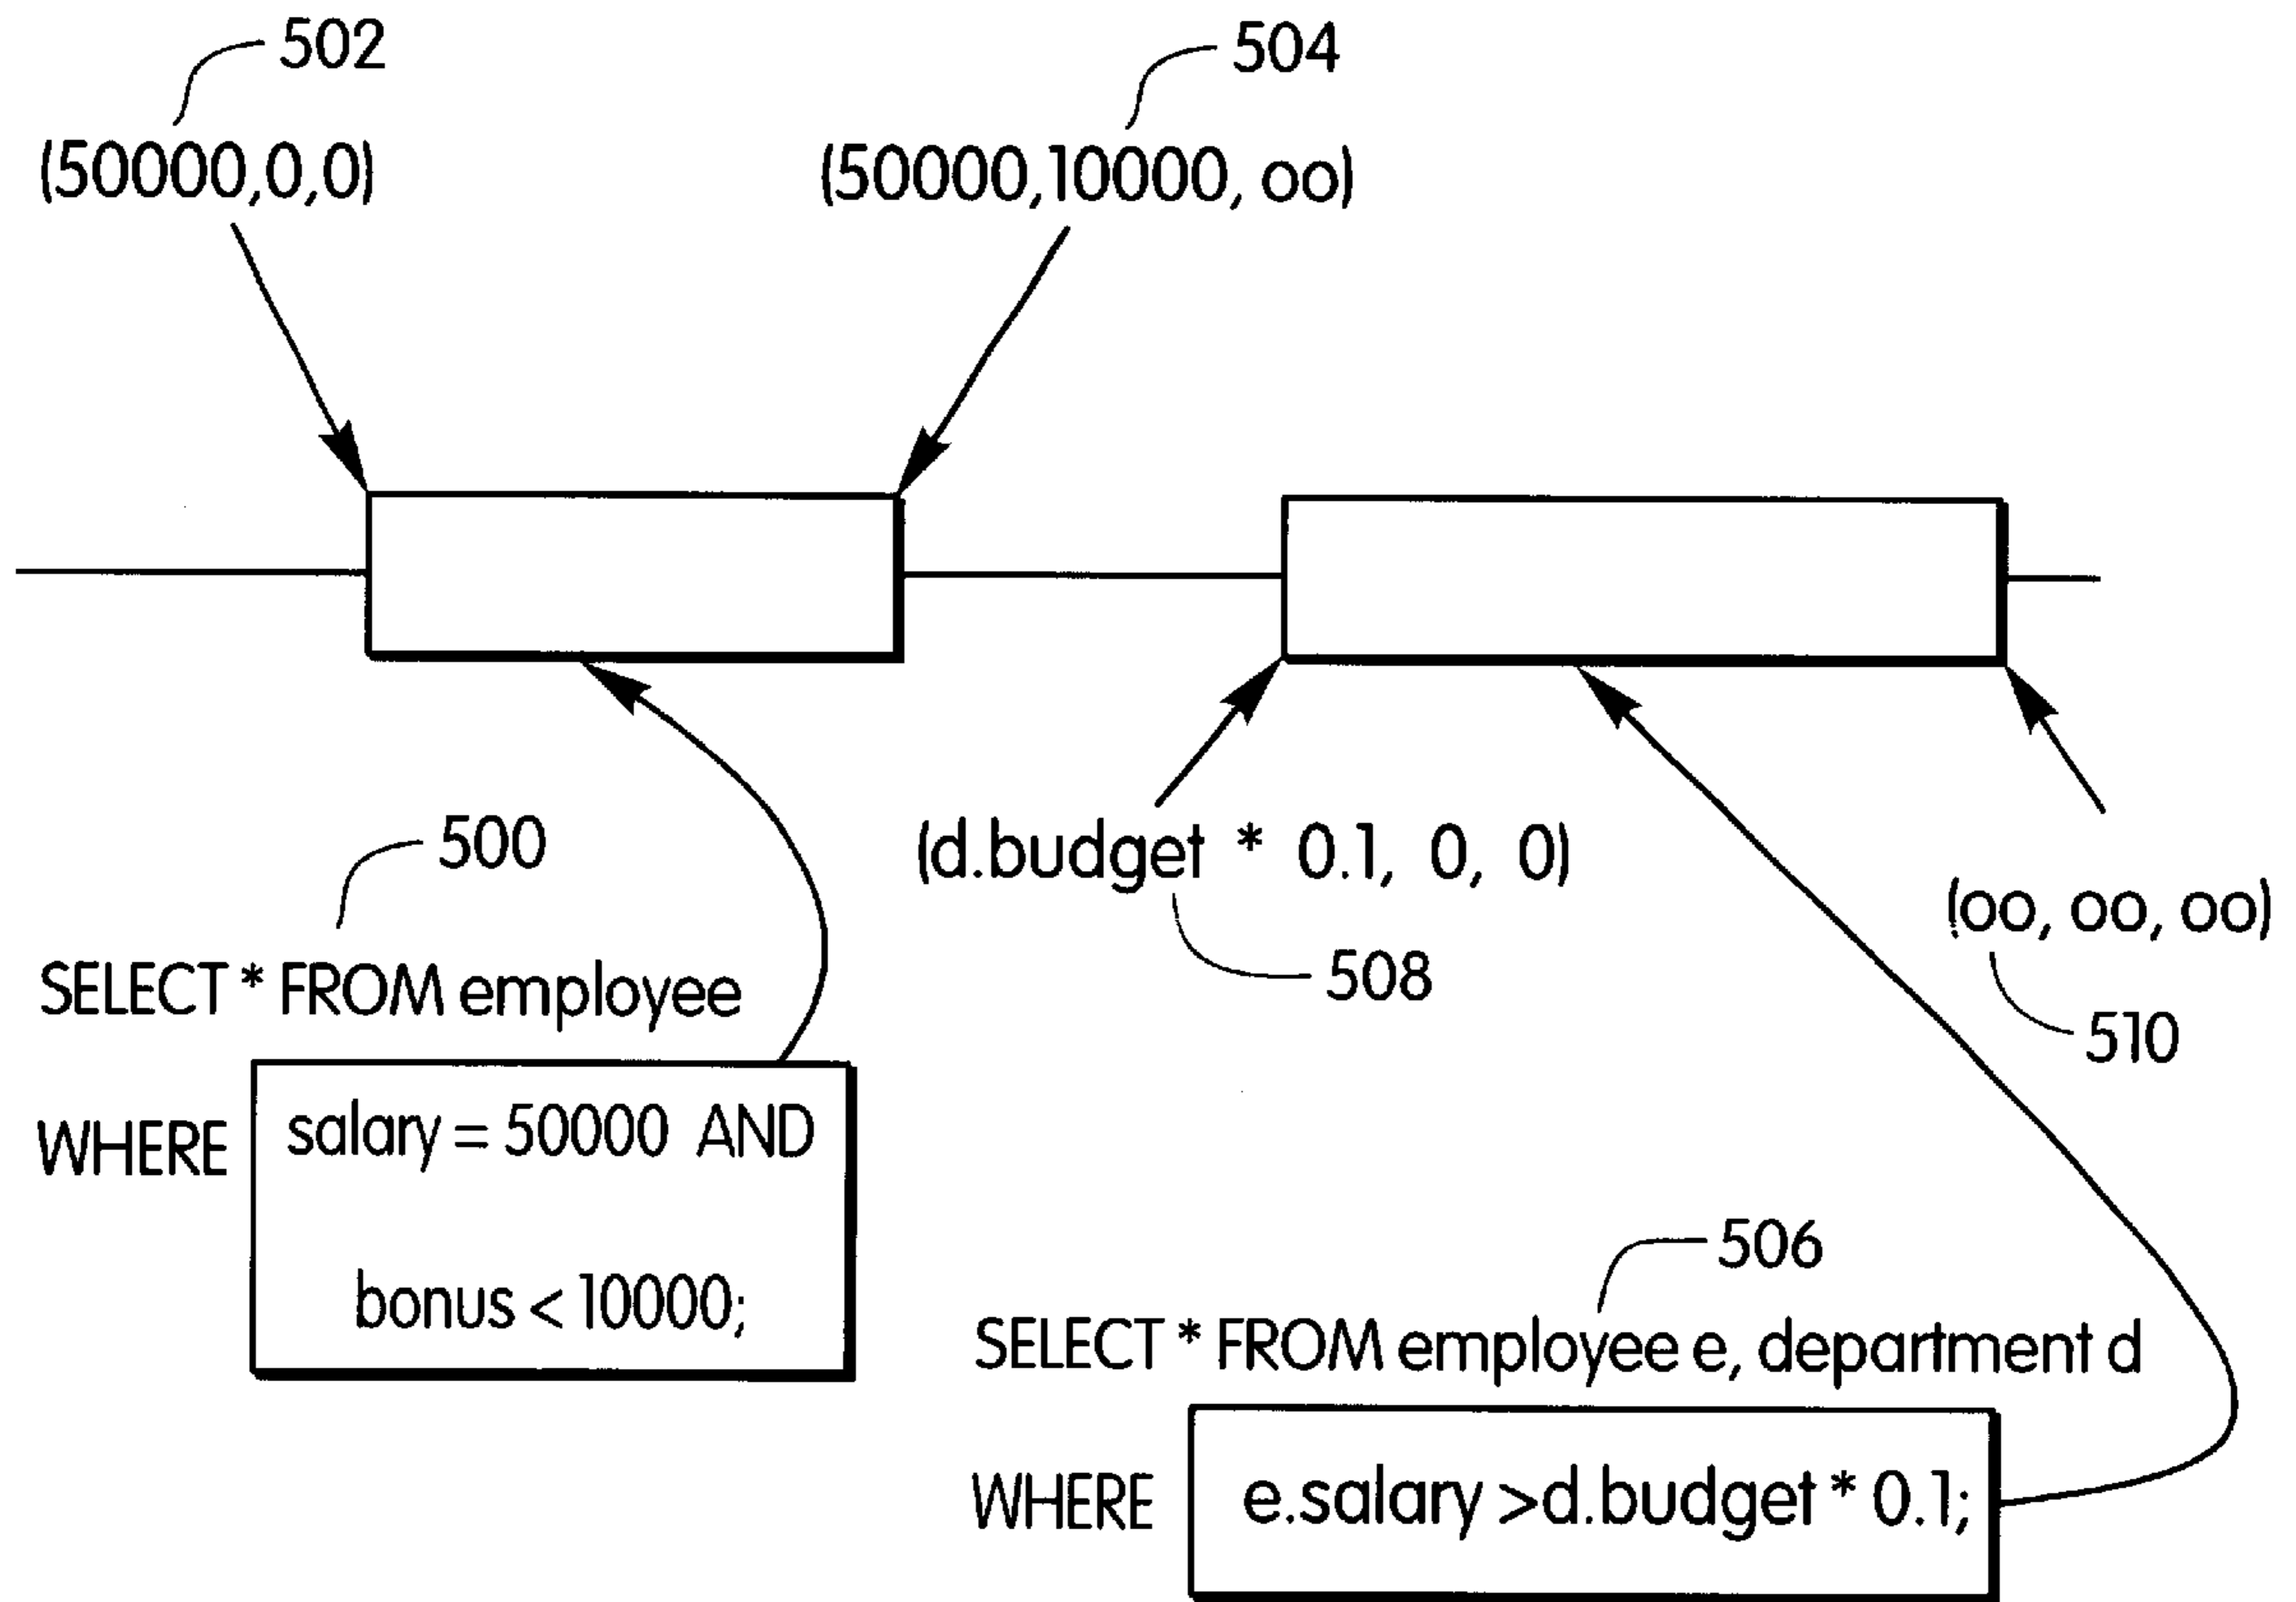 502
504
(50000,0,0)
(50000,10000, oo)
500
(d.budget * 0.1, 0, 0)
(oo, oo, oo)
508
510
SELECT * FROM employee
WHERE salary = 50000 AND
bonus < 10000;
506
SELECT * FROM employee e, department d
WHERE e.salary >d.budget * 0.1;